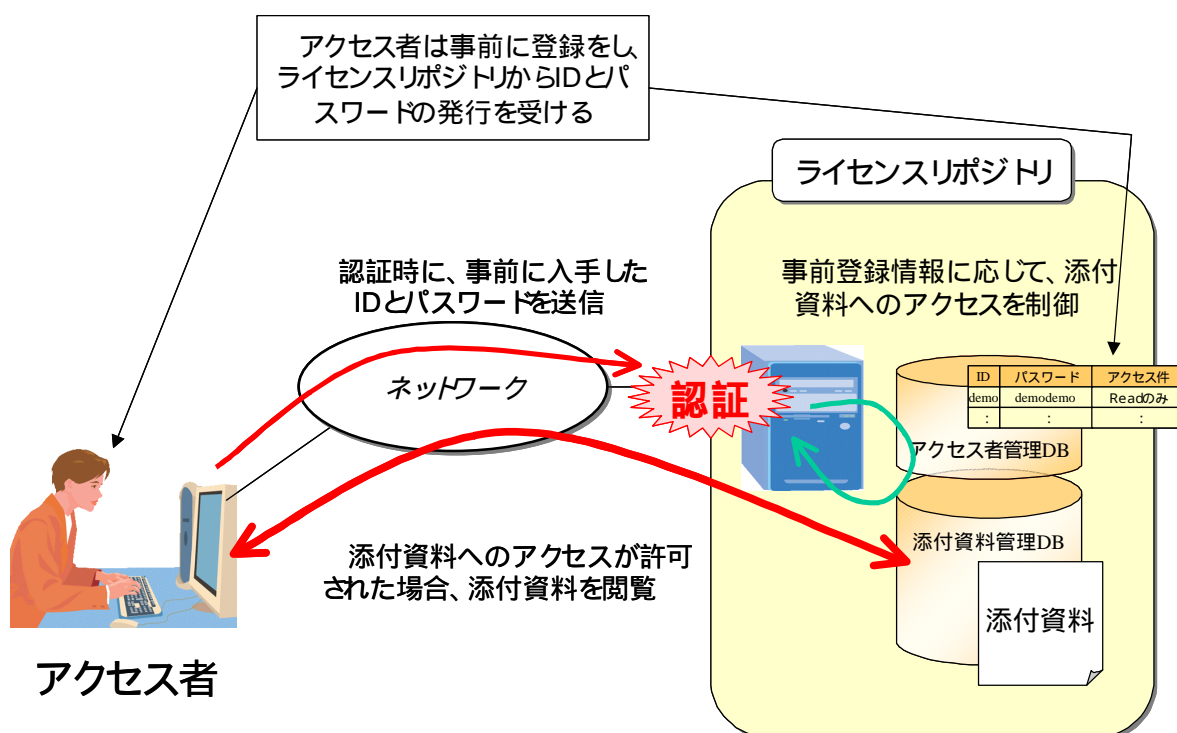 アクセス者は事前に登録をし、
ライセンスリポジトリからIDとパ
スワードの発行を受ける
ライセンスリポジトリ
認証時に、事前に入手した
IDとパスワードを送信
事前登録情報に応じて、添付
資料へのアクセスを制御
ネットワーク
認証
ID パスワード アクセス件
demo demodemo Readのみ
: : :
アクセス者管理DB
添付資料管理DB
添付資料へのアクセスが許可
された場合、添付資料を閲覧
添付資料
アクセス者